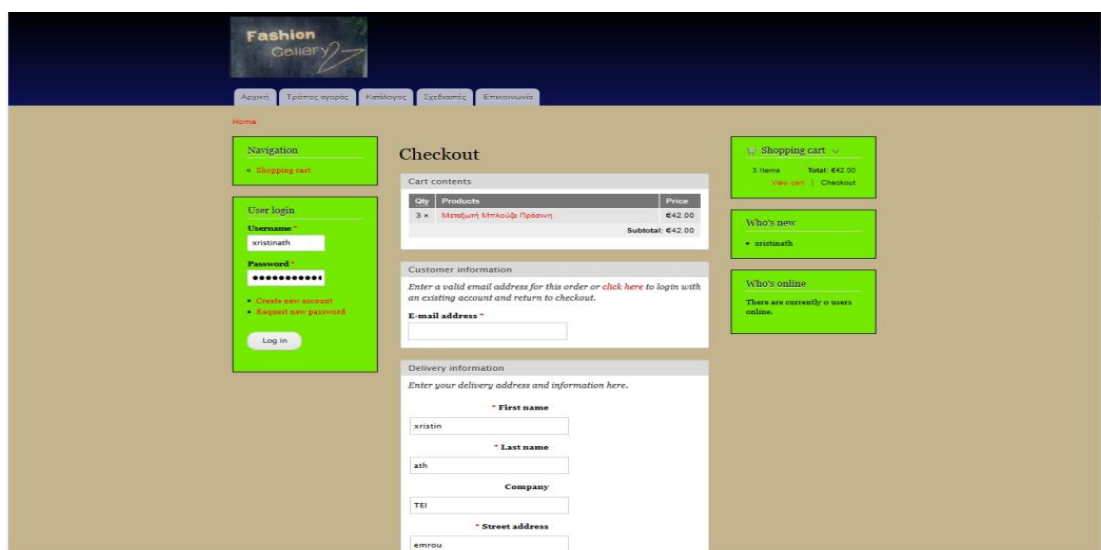 Fashion
Gallery
Αρχική Τρόπος αγοράς Κατάλογος Σχεδιαστές Επικοινωνία
Home
Navigation
Shopping cart
User login
Username *
xristinath
Password *
Create new account
Request new password
Log in
Checkout
Cart contents
Qty Products Price
3 × Μεταξωτή Μπλούζα Πράσινη €42.00
Subtotal: €42.00
Customer information
Enter a valid email address for this order or click here to login with
an existing account and return to checkout.
E-mail address *
Delivery information
Enter your delivery address and information here.
* First name
xristin
* Last name
ath
Company
TEI
* Street address
emrou
Shopping cart
3 Items Total: €42.00
View cart | Checkout
Who's new
xristinath
Who's online
There are currently 0 users
online.